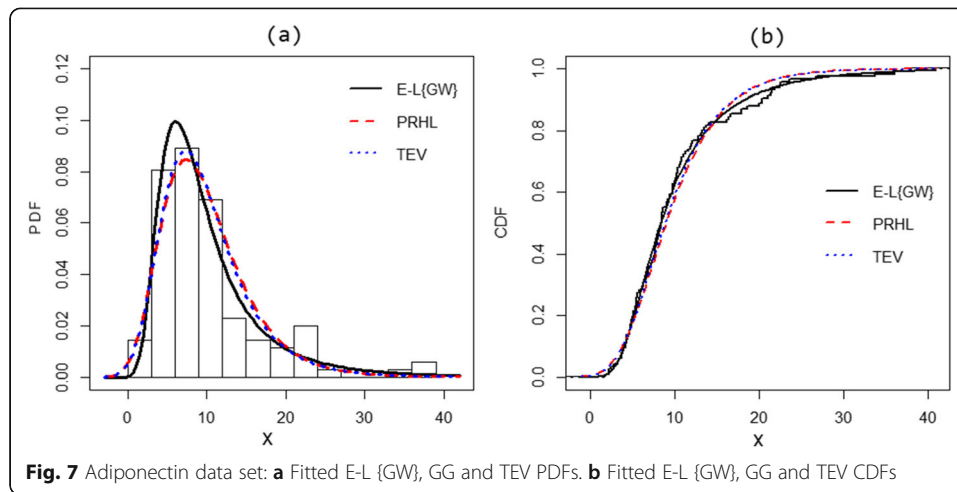 (a)
PDF
0.12
0.10
0.08
0.06
0.04
0.02
0.00
E-L{GW}
PRHL
TEV
0 10 20 30 40
X
(b)
CDF
1.0
0.8
0.6
0.4
0.2
0.0
E-L{GW}
PRHL
TEV
0 10 20 30 40
X
Fig. 7 Adiponectin data set: a Fitted E-L {GW}, GG and TEV PDFs. b Fitted E-L {GW}, GG and TEV CDFs